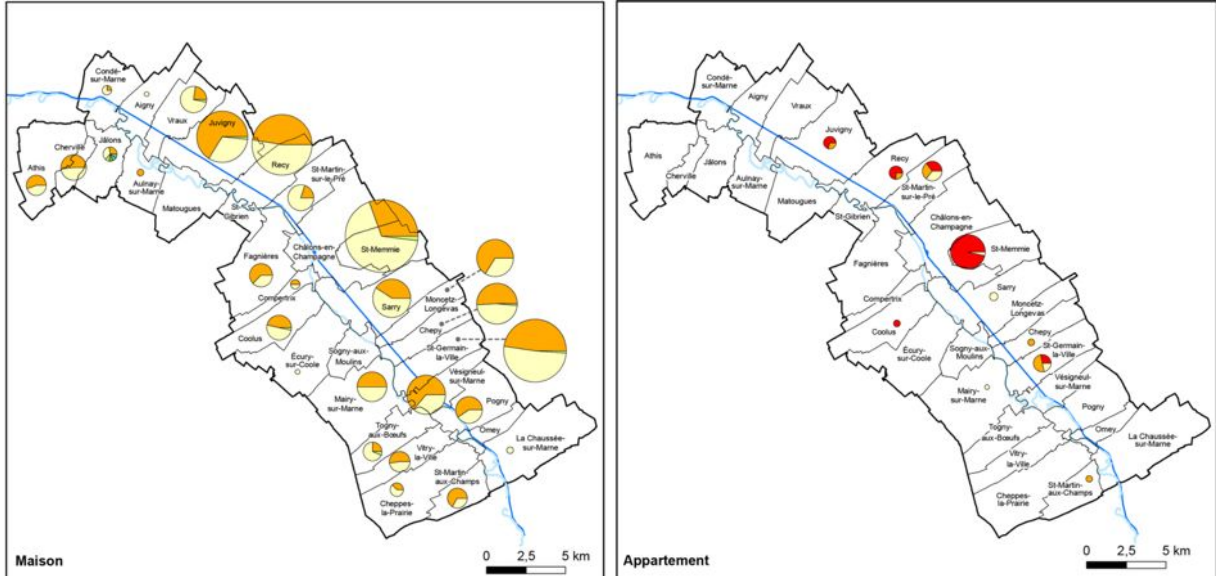 Condé-
sur-Marne
Aigny
Vraux
Juvigny
Recy
St-Martin-
sur-le-Pré
Athis
Cherville
Jâlons
Aulnay-
sur-Marne
Matougues
St-
Gibrien
Fagnières
Châlons-en-
Champagne
St-Memmie
Compertrix
Sarry
Moncetz-
Longevas
Coolus
Chepy
St-Germain-
la-Ville
Écury-
sur-Coole
Sogny-aux-
Moulins
Vésigneul-
sur-Marne
Mairy-
sur-Marne
Pogny
Togny-
aux-Bœufs
Omey
La Chaussée-
sur-Marne
Vitry-
la-Ville
St-Martin-
aux-Champs
Cheppes-
la-Prairie
Maison
0 2,5 5 km
Condé-
sur-Marne
Aigny
Vraux
Juvigny
Recy
St-Martin-
sur-le-Pré
Athis
Jâlons
Cherville
Aulnay-
sur-Marne
Matougues
St-Gibrien
Châlons-en-
Champagne
St-Memmie
Fagnières
Compertrix
Sarry
Moncetz-
Longevas
Coolus
Chepy
Écury-
sur-Coole
Sogny-aux-
Moulins
St-Germain-
la-Ville
Vésigneul-
sur-Marne
Mairy-
sur-Marne
Pogny
Togny-
aux-Bœufs
Omey
La Chaussée-
sur-Marne
Vitry-
la-Ville
St-Martin-
aux-Champs
Cheppes-
la-Prairie
Appartement
0 2,5 5 km